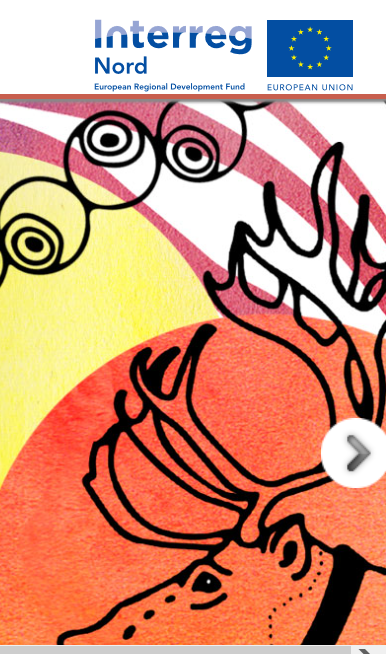 Interreg
Nord
European Regional Development Fund
EUROPEAN UNION